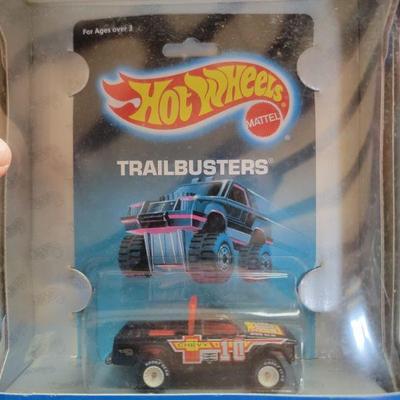 For Ages over 3
Hot Wheels
MATTEL
TRAILBUSTERS®
CHEVY
10